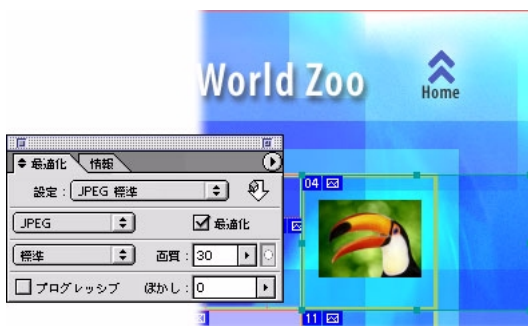 World Zoo
Home
最適化 情報
設定 : JPEG 標準
JPEG 最適化
標準 画質 : 30
プログレッシブ ぼかし : 0
04
11